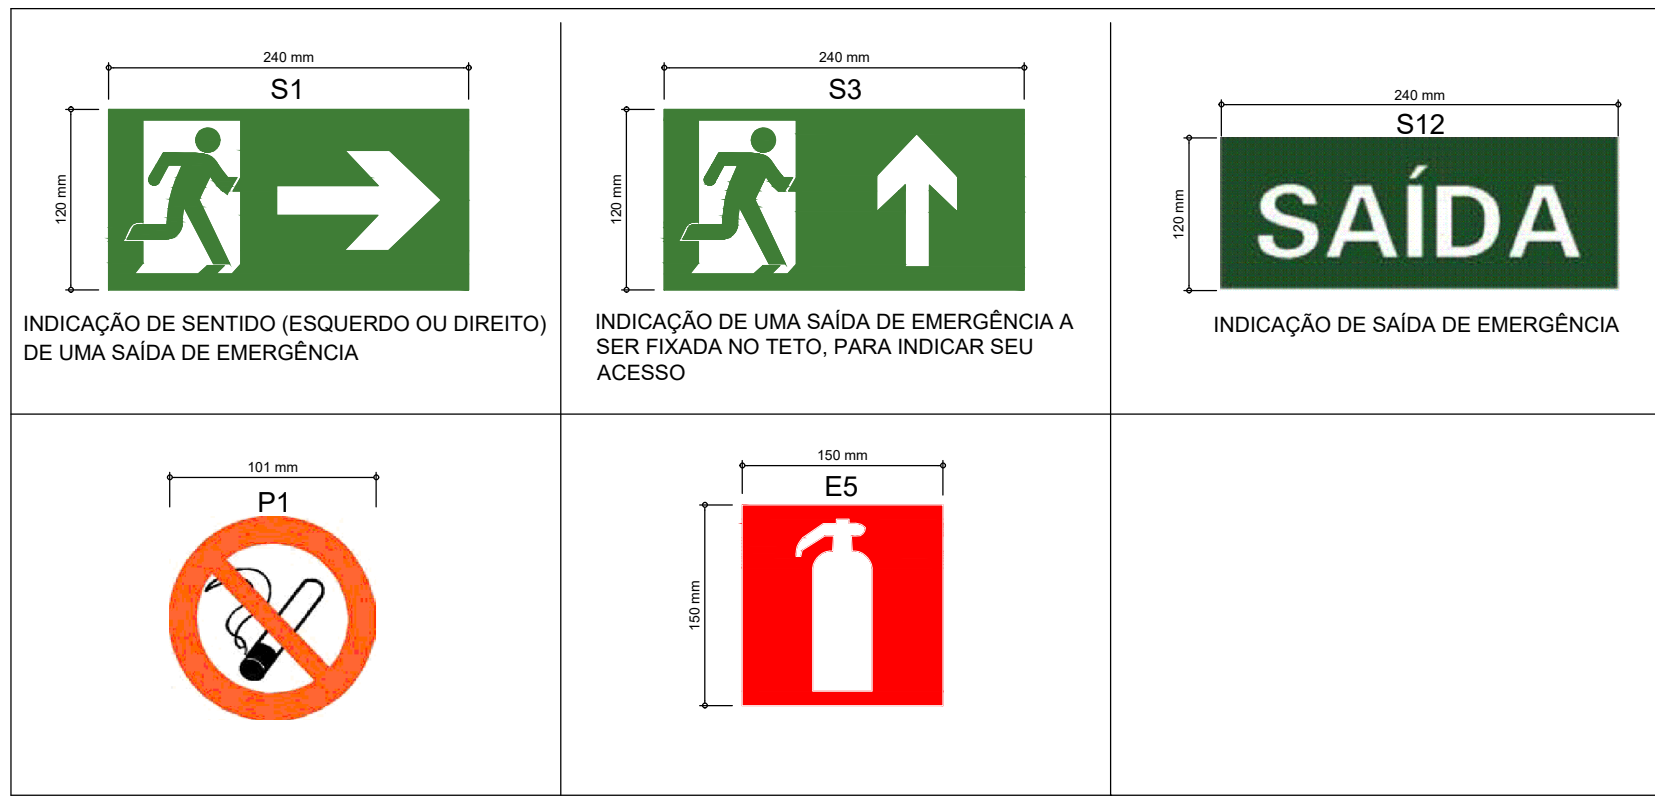 240 mm
S1
120 mm
INDICAÇÃO DE SENTIDO (ESQUERDO OU DIREITO)
DE UMA SAÍDA DE EMERGÊNCIA
240 mm
S3
120 mm
INDICAÇÃO DE UMA SAÍDA DE EMERGÊNCIA A
SER FIXADA NO TETO, PARA INDICAR SEU
ACESSO
240 mm
S12
120 mm
SAÍDA
INDICAÇÃO DE SAÍDA DE EMERGÊNCIA
101 mm
P1
150 mm
E5
150 mm